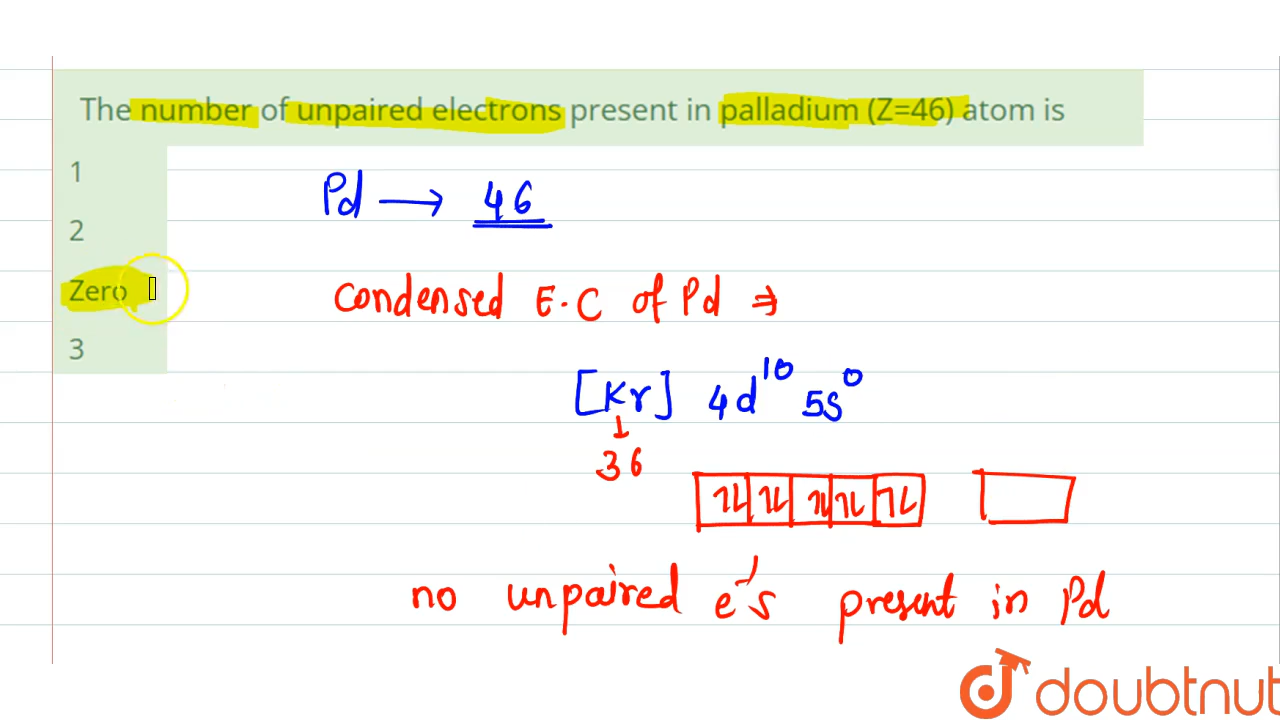 The number of unpaired electrons present in palladium (Z=46) atom is
1
2
Zero
3
Pd → 46
Condensed E.C of Pd ⇒
[Kr] 4d¹⁰ 5s⁰
36
no unpaired e⁻'s present in Pd
doubtnut